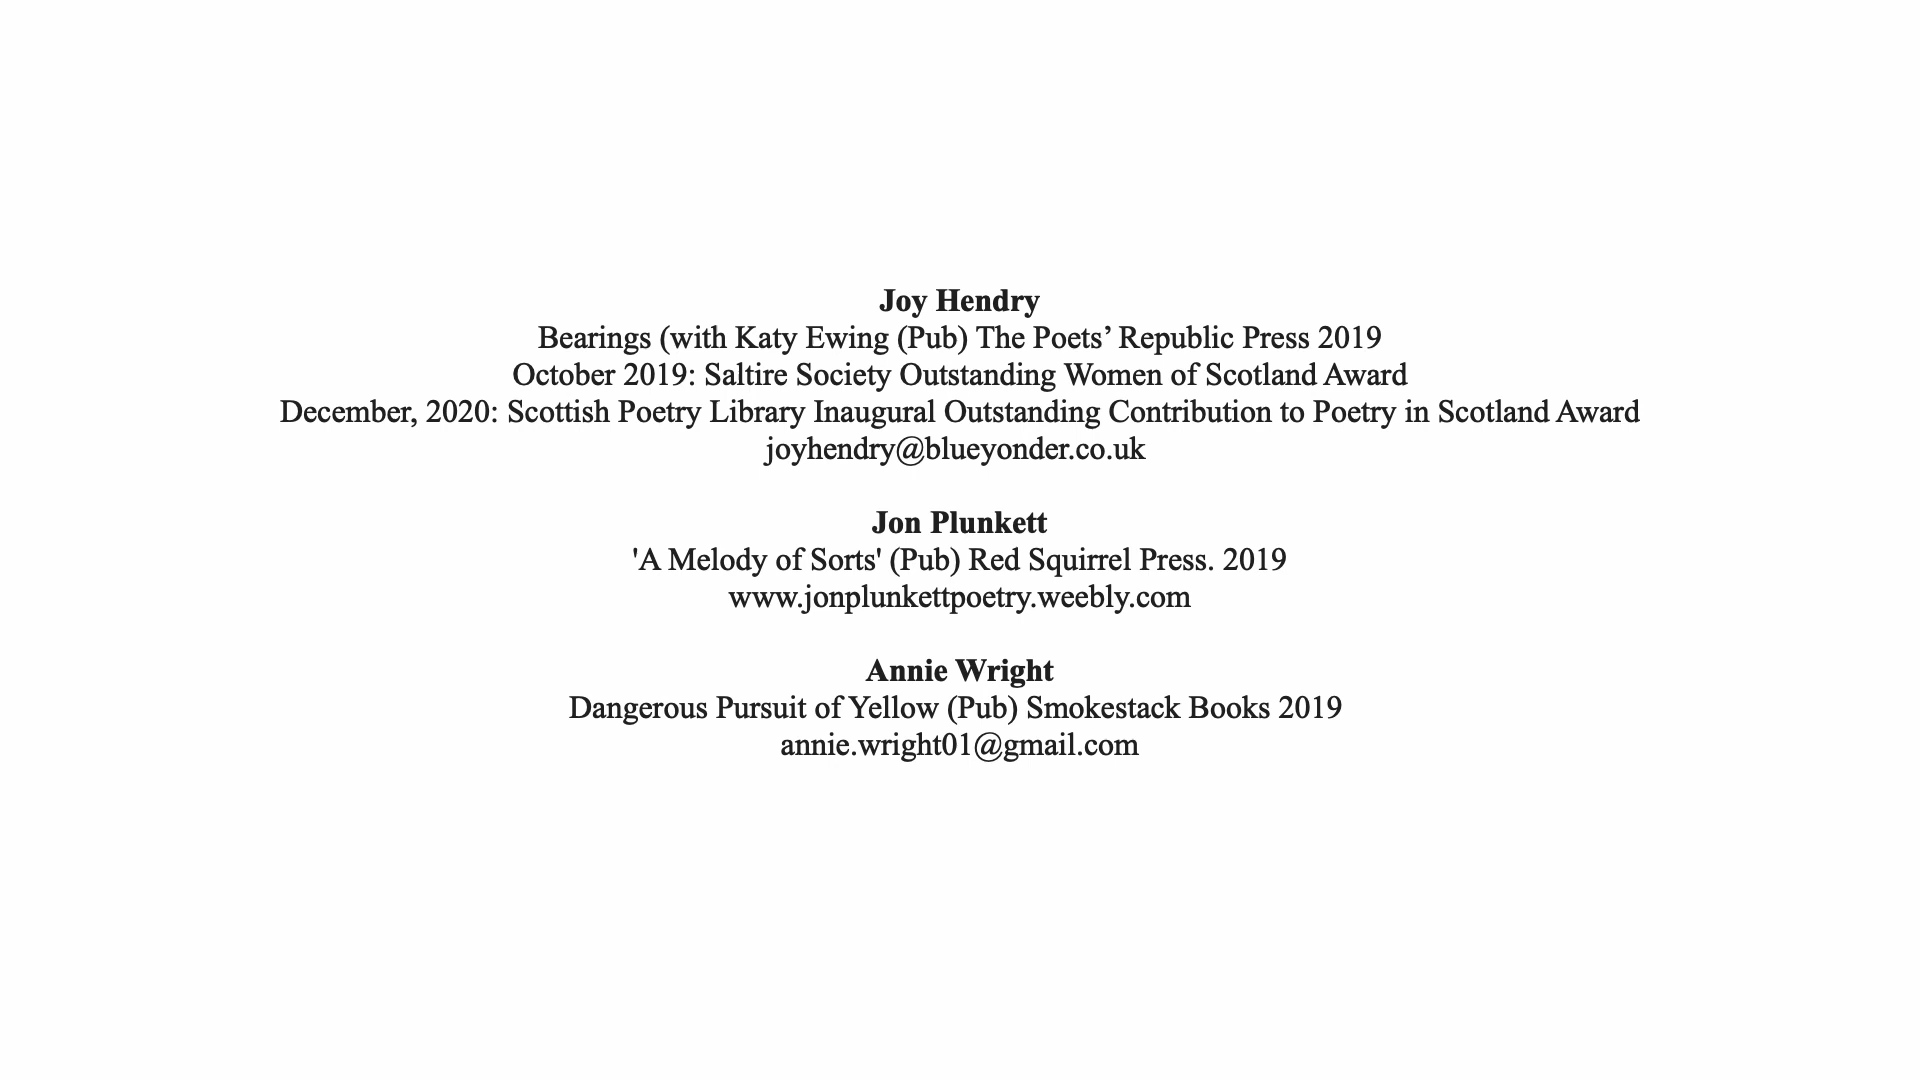 Joy Hendry
Bearings (with Katy Ewing (Pub) The Poets’ Republic Press 2019
October 2019: Saltire Society Outstanding Women of Scotland Award
December, 2020: Scottish Poetry Library Inaugural Outstanding Contribution to Poetry in Scotland Award
joyhendry@blueyonder.co.uk
Jon Plunkett
'A Melody of Sorts' (Pub) Red Squirrel Press. 2019
www.jonplunkettpoetry.weebly.com
Annie Wright
Dangerous Pursuit of Yellow (Pub) Smokestack Books 2019
annie.wright01@gmail.com